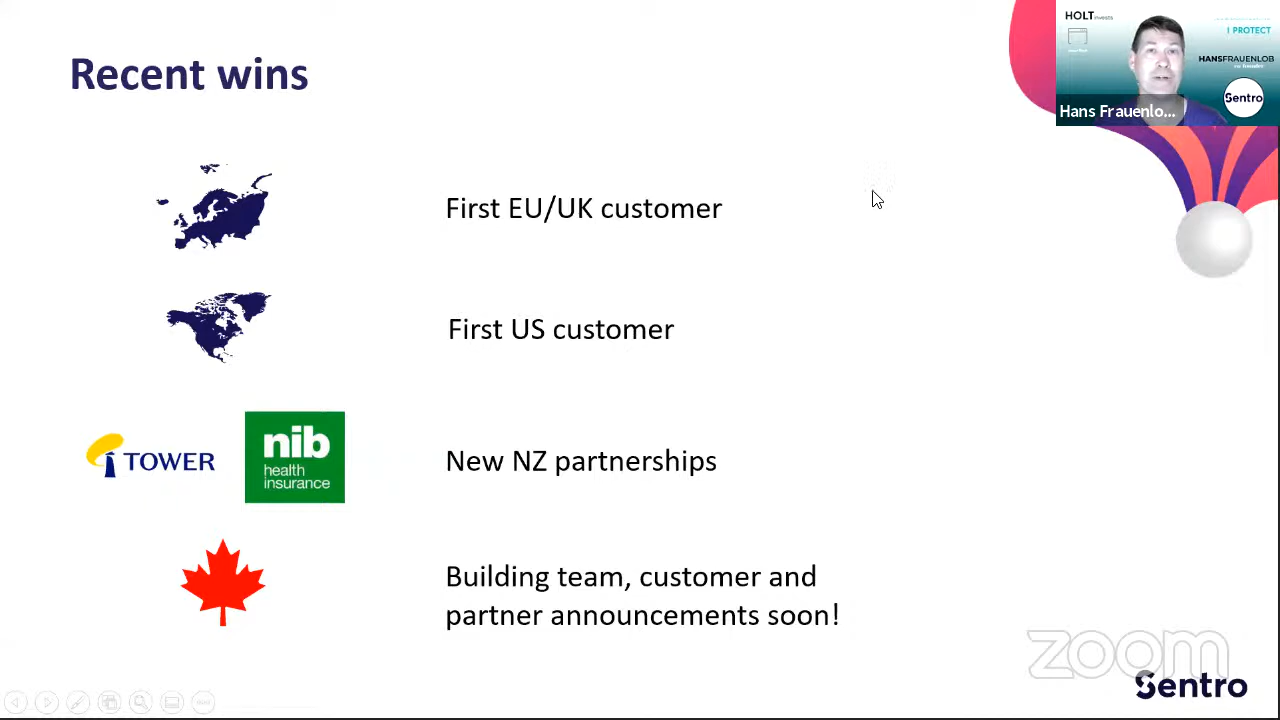 Recent wins
HOLT
I PROTECT
HANSFRAUENLOB
Sentro
Hans Frauenlo...
First EU/UK customer
First US customer
TOWER
nib
health
insurance
New NZ partnerships
Building team, customer and
partner announcements soon!
zoom
Sentro